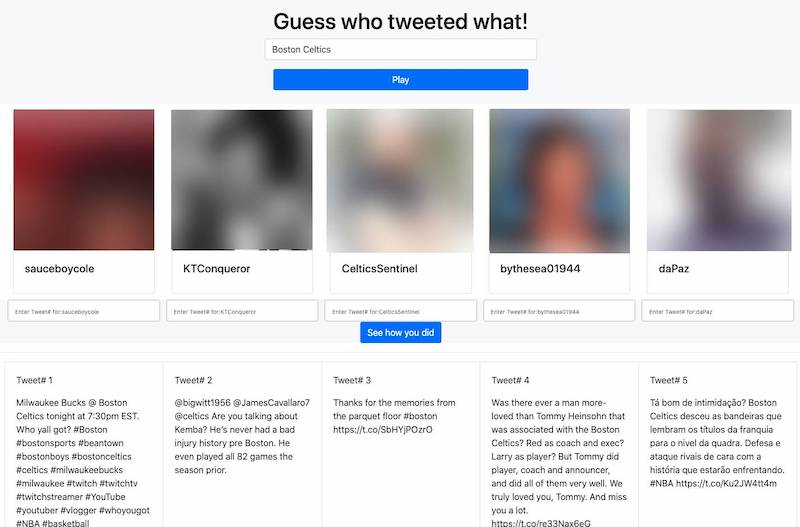 Guess who tweeted what!
Boston Celtics
Play
sauceboycole
KTConqueror
CelticsSentinel
bythesea01944
daPaz
Enter Tweet# for:sauceboycole
Enter Tweet# for:KTConqueror
Enter Tweet# for:CelticsSentinel
Enter Tweet# for:bythesea01944
Enter Tweet# for:daPaz
See how you did
Tweet# 1
Milwaukee Bucks @ Boston
Celtics tonight at 7:30pm EST.
Who yall got? #Boston
#bostonsports #beantown
#bostonboys #bostonceltics
#celtics #milwaukeebucks
#milwaukee #twitch #twitchtv
#twitchstreamer #YouTube
#youtuber #vlogger #whoyougot
#NBA #basketball
Tweet# 2
@bigwitt1956 @JamesCavallaro7
@celtics Are you talking about
Kemba? He's never had a bad
injury history pre Boston. He
even played all 82 games the
season prior.
Tweet# 3
Thanks for the memories from
the parquet floor #boston
https://t.co/SbHYjPOzrO
Tweet# 4
Was there ever a man more-
loved than Tommy Heinsohn that
was associated with the Boston
Celtics? Red as coach and exec?
Larry as player? But Tommy did
player, coach and announcer,
and did all of them very well. We
truly loved you, Tommy. And miss
you a lot.
https://t.co/re33Nax6eG
Tweet# 5
Tá bom de intimidação? Boston
Celtics desceu as bandeiras que
lembram os títulos da franquia
para o nivel da quadra. Defesa e
ataque rivais de cara com a
história que estarão enfrentando.
#NBA https://t.co/Ku2JW4tt4m